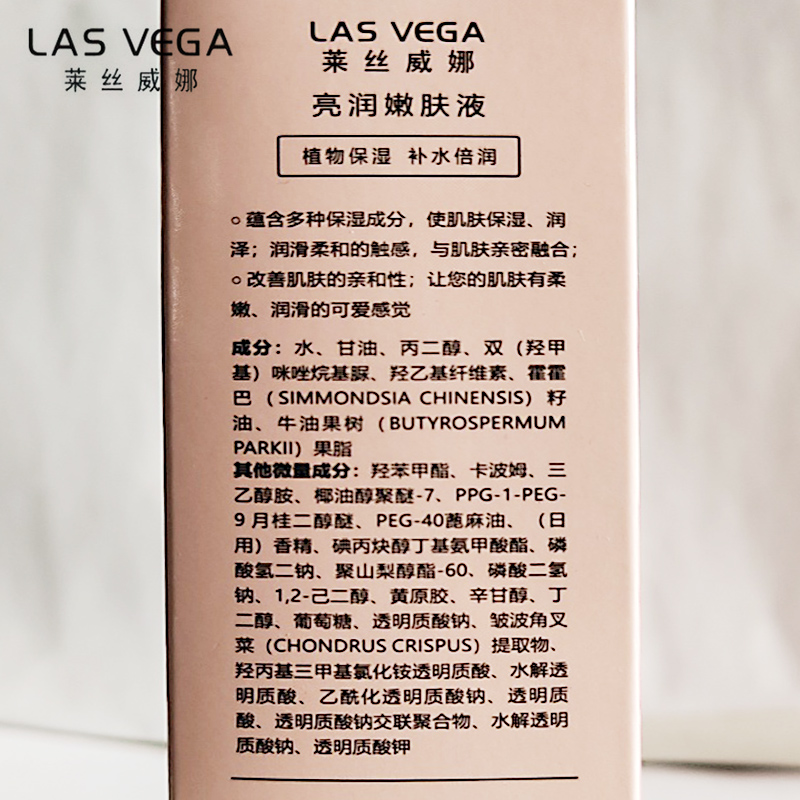 LAS VEGA
莱丝威娜
LAS VEGA
莱丝威娜
亮润嫩肤液
植物保湿 补水倍润
○ 蕴含多种保湿成分，使肌肤保湿、润
泽；润滑柔和的触感，与肌肤亲密融合；
○ 改善肌肤的亲和性；让您的肌肤有柔
嫩、润滑的可爱感觉
成分：水、甘油、丙二醇、双（羟甲
基）咪唑烷基脲、羟乙基纤维素、霍霍
巴（SIMMONDSIA CHINENSIS）籽
油、牛油果树（BUTYROSPERMUM
PARKII）果脂
其他微量成分：羟苯甲酯、卡波姆、三
乙醇胺、椰油醇聚醚-7、PPG-1-PEG-
9 月桂二醇醚、PEG-40蓖麻油、（日
用）香精、碘丙炔醇丁基氨甲酸酯、磷
酸氢二钠、聚山梨醇酯-60、磷酸二氢
钠、1,2-己二醇、黄原胶、辛甘醇、丁
二醇、葡萄糖、透明质酸钠、皱波角叉
菜（CHONDRUS CRISPUS）提取物、
羟丙基三甲基氯化铵透明质酸、水解透
明质酸、乙酰化透明质酸钠、透明质
酸、透明质酸钠交联聚合物、水解透明
质酸钠、透明质酸钾